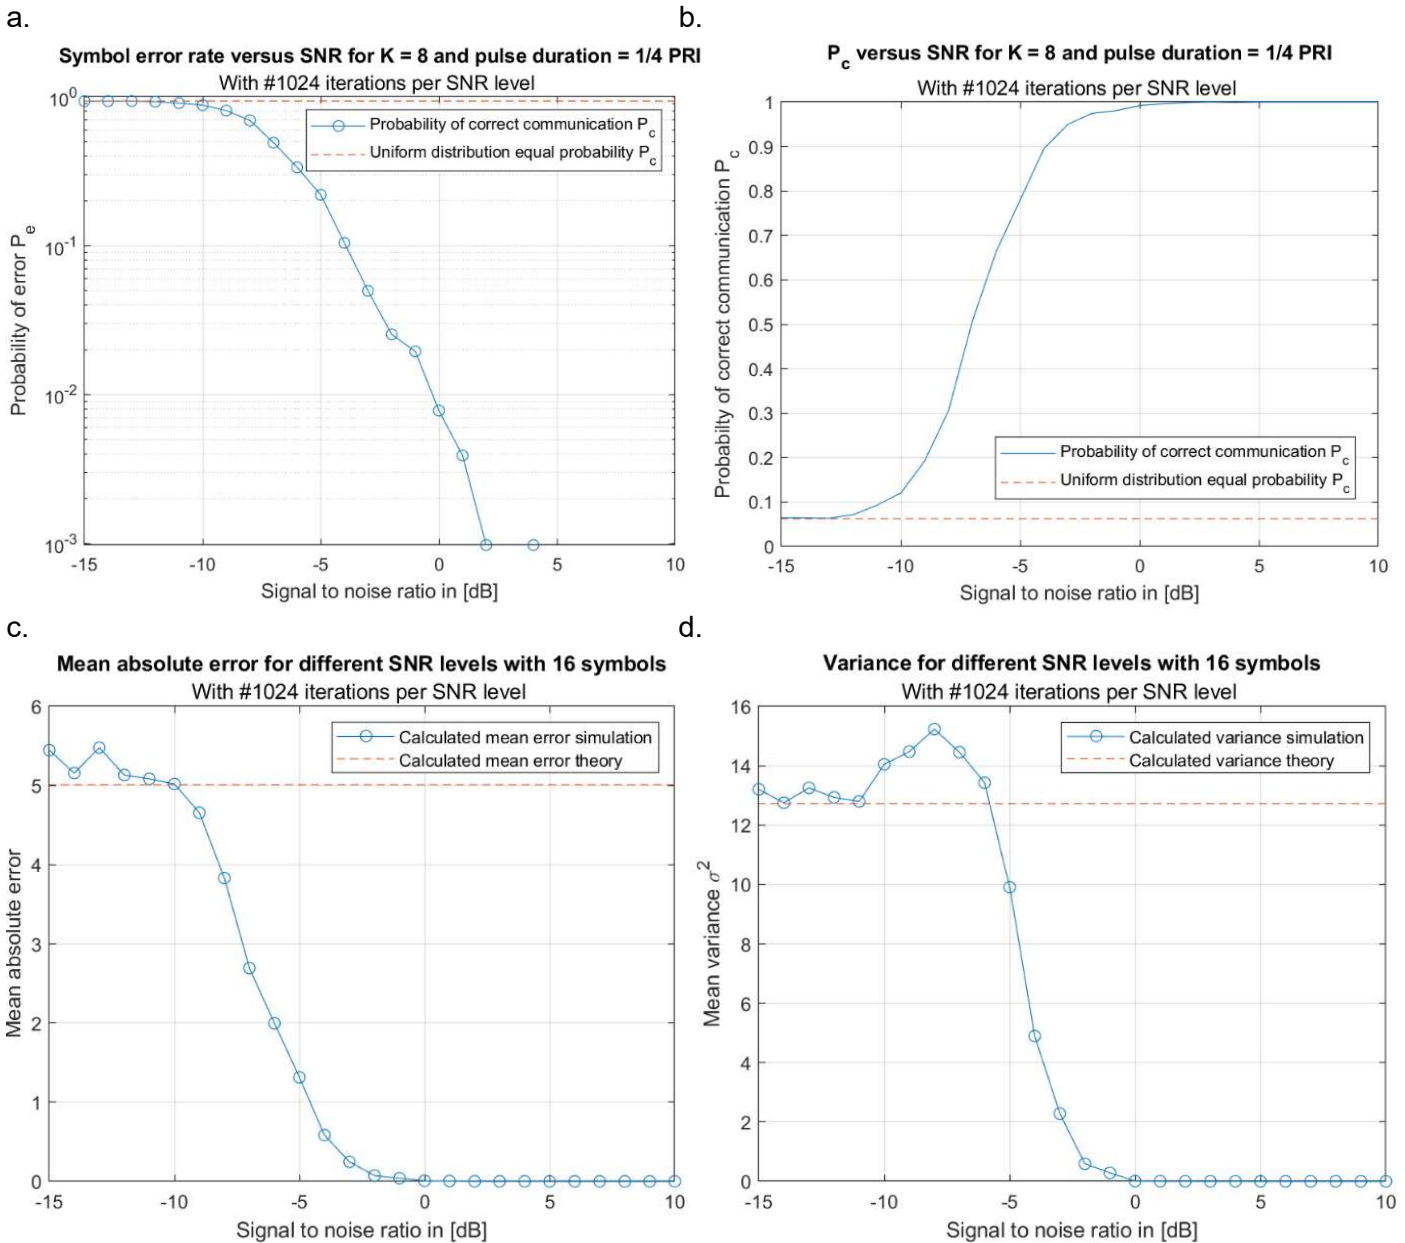 a.
Symbol error rate versus SNR for K = 8 and pulse duration = 1/4 PRI
With #1024 iterations per SNR level
10^0
10^-1
10^-2
10^-3
Probability of error P_e
Probability of correct communication P_c
Uniform distribution equal probability P_c
-15 -10 -5 0 5 10
Signal to noise ratio in [dB]
b.
P_c versus SNR for K = 8 and pulse duration = 1/4 PRI
With #1024 iterations per SNR level
1
0.9
0.8
0.7
0.6
0.5
0.4
0.3
0.2
0.1
0
Probabilty of correct communication P_c
Probability of correct communication P_c
Uniform distribution equal probability P_c
-15 -10 -5 0 5 10
Signal to noise ratio in [dB]
c.
Mean absolute error for different SNR levels with 16 symbols
With #1024 iterations per SNR level
6
5
4
3
2
1
0
Mean absolute error
Calculated mean error simulation
Calculated mean error theory
-15 -10 -5 0 5 10
Signal to noise ratio in [dB]
d.
Variance for different SNR levels with 16 symbols
With #1024 iterations per SNR level
16
14
12
10
8
6
4
2
0
Mean variance σ^2
Calculated variance simulation
Calculated variance theory
-15 -10 -5 0 5 10
Signal to noise ratio in [dB]